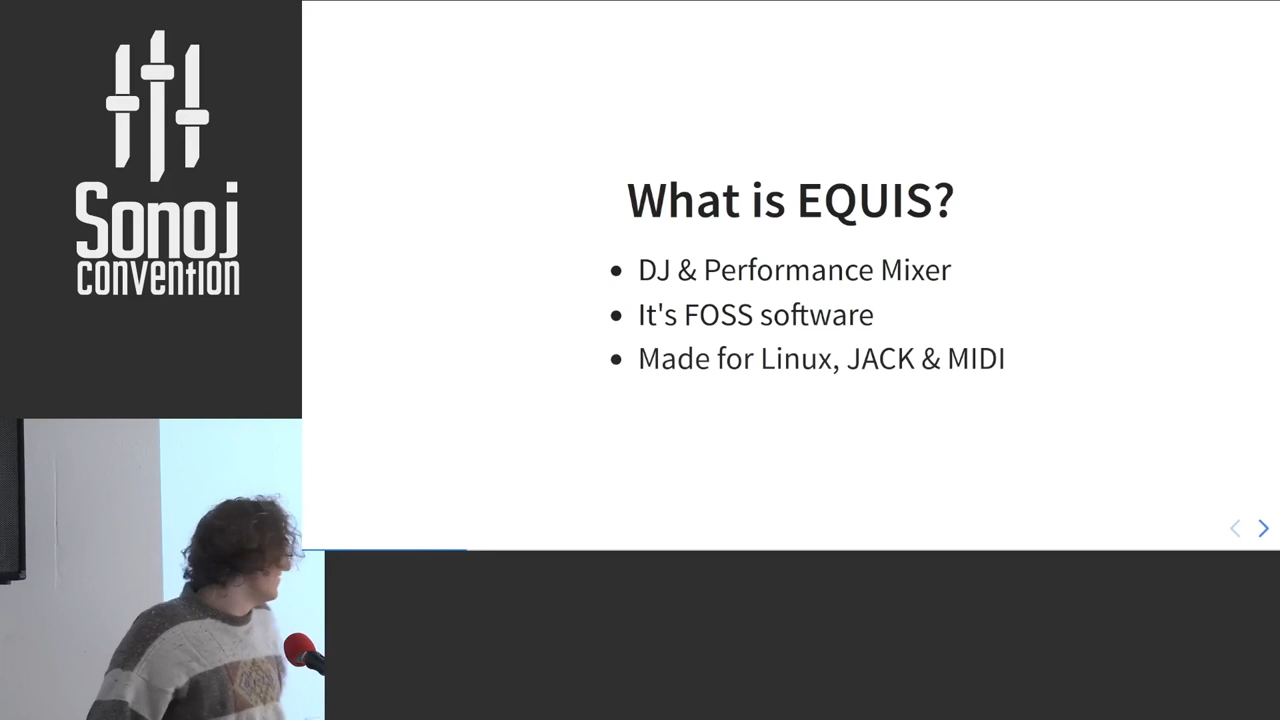 Sonoj
convention
What is EQUIS?
DJ & Performance Mixer
It's FOSS software
Made for Linux, JACK & MIDI